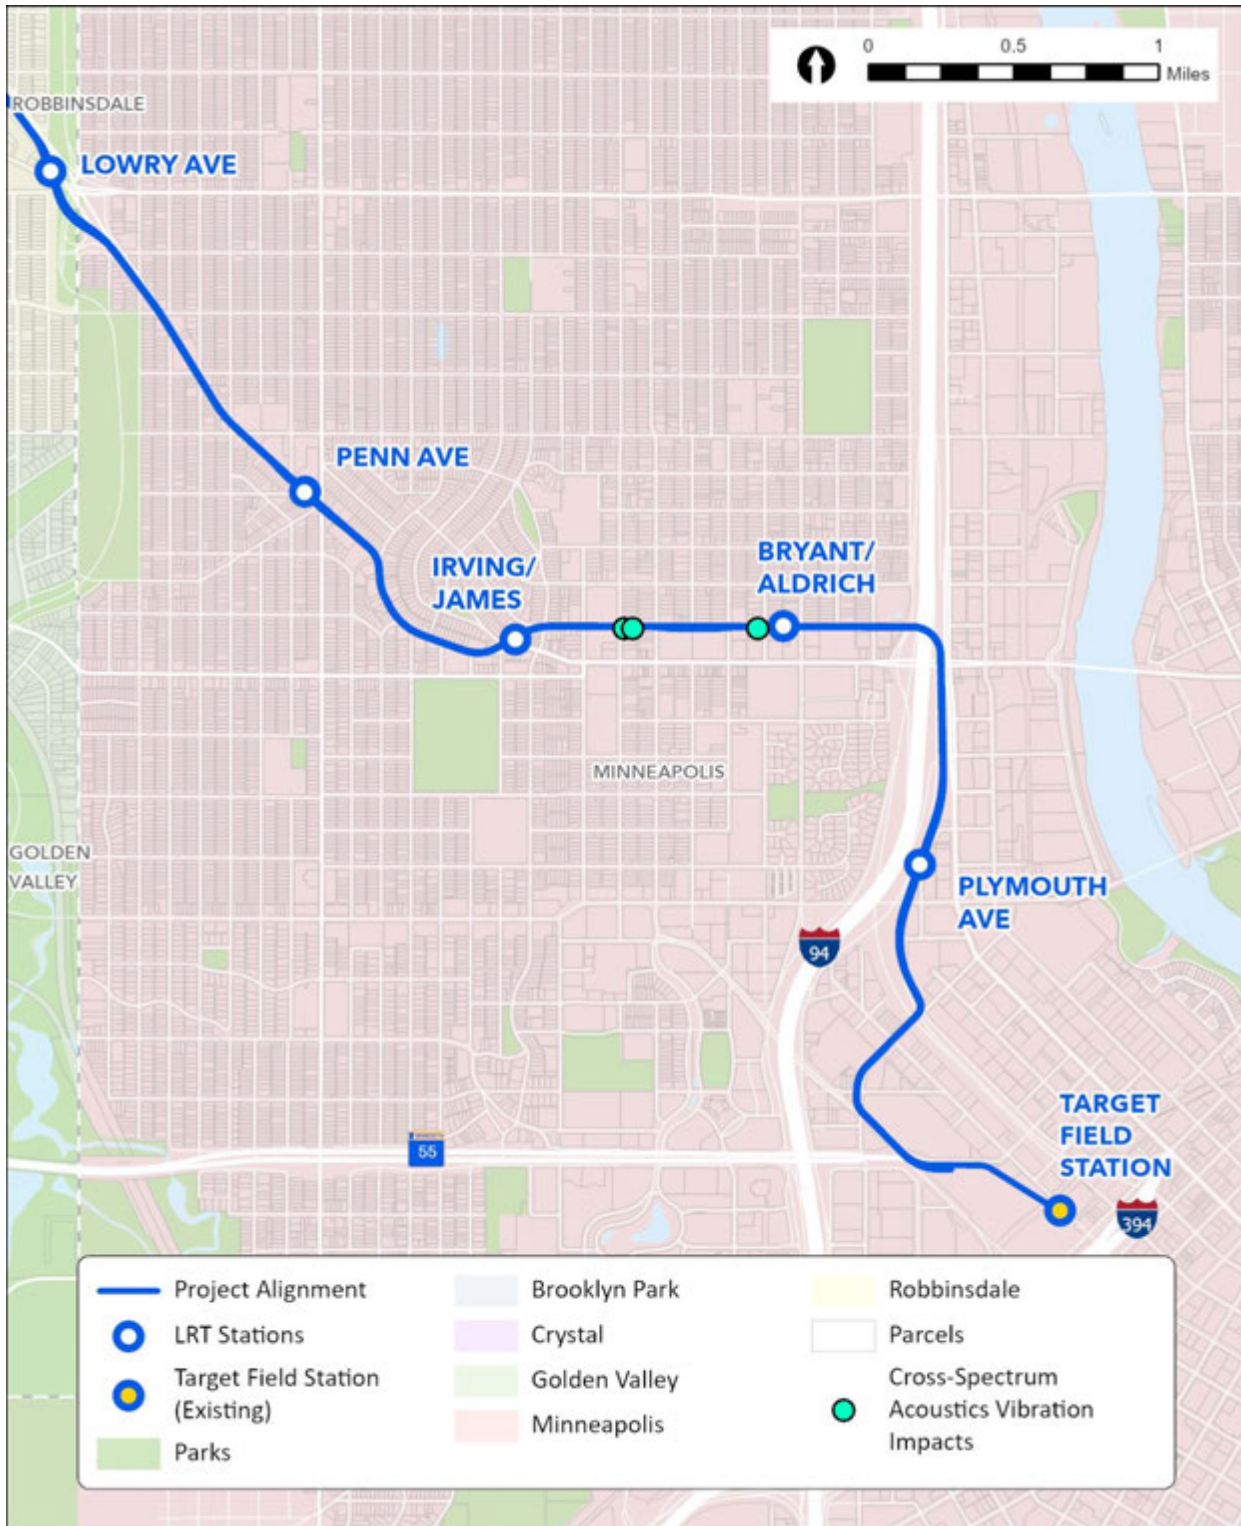 0 0.5 1
Miles
ROBBINSDALE
LOWRY AVE
PENN AVE
IRVING/
JAMES
BRYANT/
ALDRICH
MINNEAPOLIS
GOLDEN
VALLEY
PLYMOUTH
AVE
94
TARGET
FIELD
STATION
55
394
Project Alignment
LRT Stations
Target Field Station
(Existing)
Parks
Brooklyn Park
Crystal
Golden Valley
Minneapolis
Robbinsdale
Parcels
Cross-Spectrum
Acoustics Vibration
Impacts